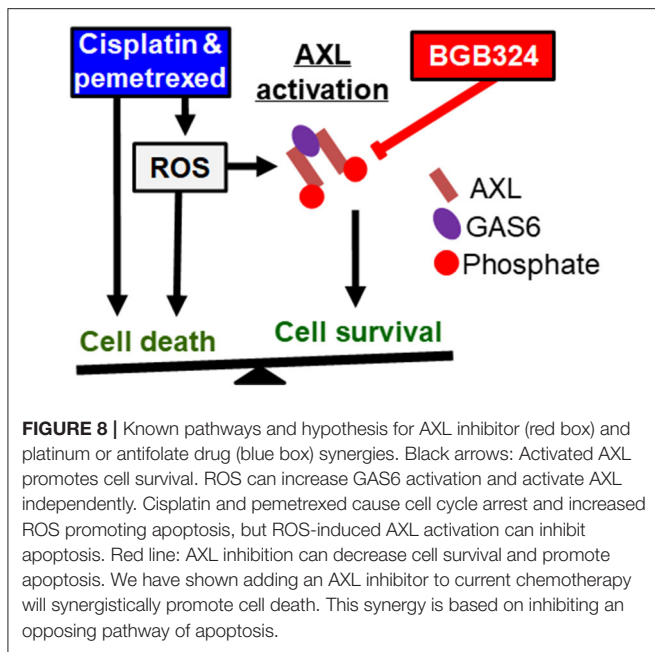 Cisplatin &
pemetrexed
AXL
activation
BGB324
ROS
AXL
GAS6
Phosphate
Cell death
Cell survival
FIGURE 8 | Known pathways and hypothesis for AXL inhibitor (red box) and
platinum or antifolate drug (blue box) synergies. Black arrows: Activated AXL
promotes cell survival. ROS can increase GAS6 activation and activate AXL
independently. Cisplatin and pemetrexed cause cell cycle arrest and increased
ROS promoting apoptosis, but ROS-induced AXL activation can inhibit
apoptosis. Red line: AXL inhibition can decrease cell survival and promote
apoptosis. We have shown adding an AXL inhibitor to current chemotherapy
will synergistically promote cell death. This synergy is based on inhibiting an
opposing pathway of apoptosis.